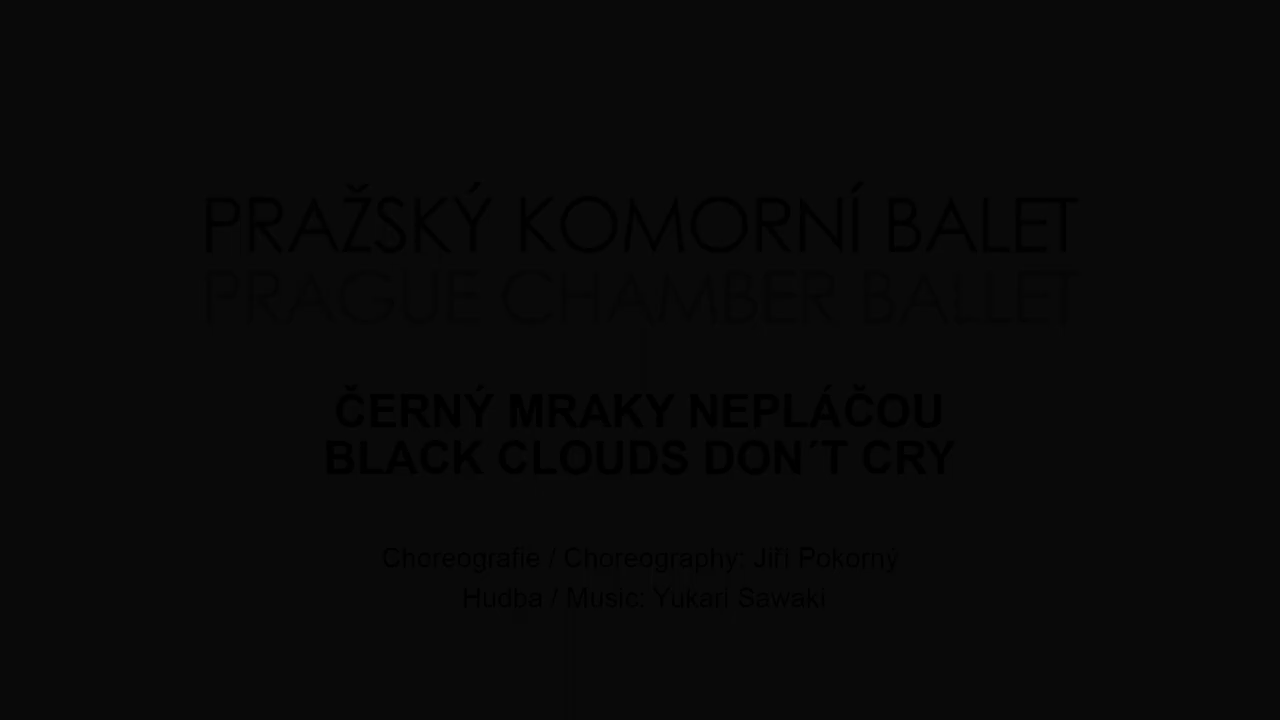 PRAŽSKÝ KOMORNÍ BALET
PRAGUE CHAMBER BALLET
ČERNÝ MRAKY NEPLÁČOU
BLACK CLOUDS DON´T CRY
Choreografie / Choreography: Jiří Pokorný
Hudba / Music: Yukari Sawaki